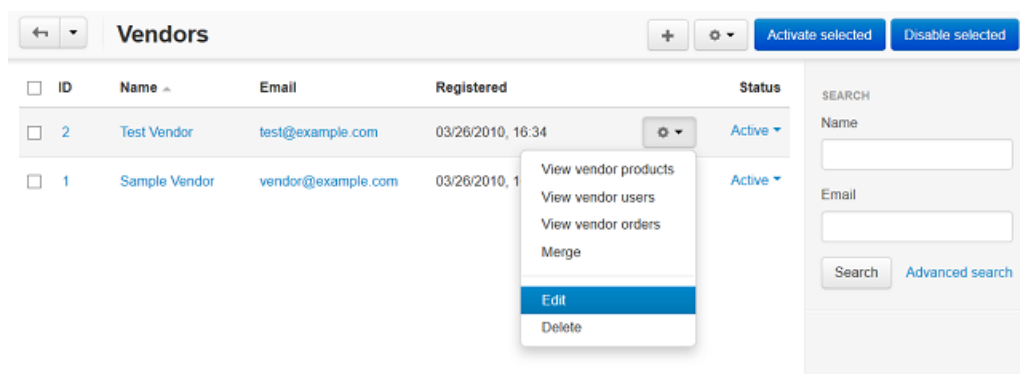 Vendors
Activate selected
Disable selected
ID Name Email Registered Status
2 Test Vendor test@example.com 03/26/2010, 16:34 Active
1 Sample Vendor vendor@example.com 03/26/2010, 1 Active
View vendor products
View vendor users
View vendor orders
Merge
Edit
Delete
SEARCH
Name
Email
Search Advanced search